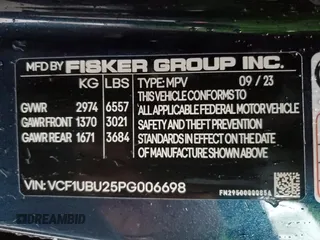 MFD BY FISKER GROUP INC.
KG LBS TYPE: MPV 09 / 23
GVWR 2974 6557
GAWR FRONT 1370 3021
GAWR REAR 1671 3684
THIS VEHICLE CONFORMS TO
ALL APPLICABLE FEDERAL MOTOR VEHICLE
SAFETY AND THEFT PREVENTION
STANDARDS IN EFFECT ON THE DATE OF
MANUFACTURE SHOWN ABOVE.
VIN: VCF1UBU25PG006698
DREAMBID